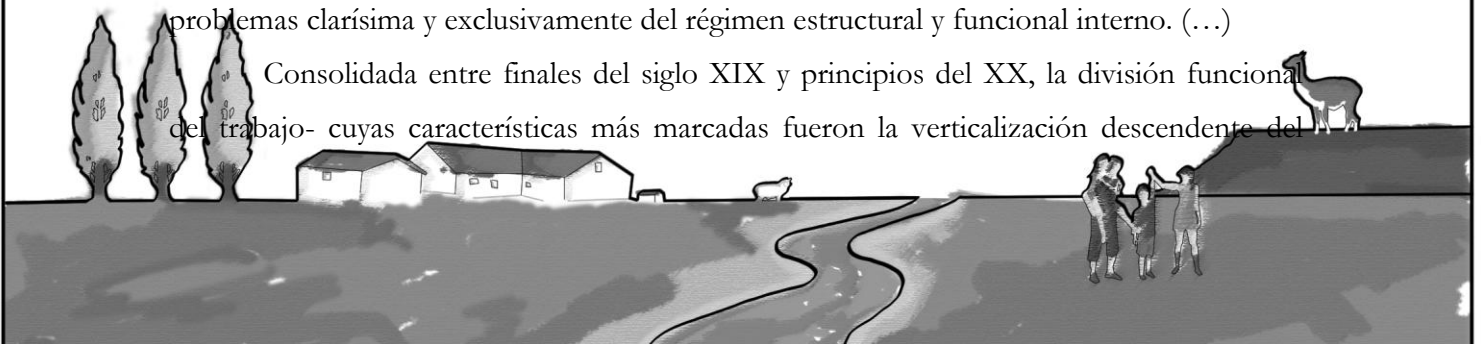 problemas clarísima y exclusivamente del régimen estructural y funcional interno. (…)
Consolidada entre finales del siglo XIX y principios del XX, la división funcional
del trabajo- cuyas características más marcadas fueron la verticalización descendente del